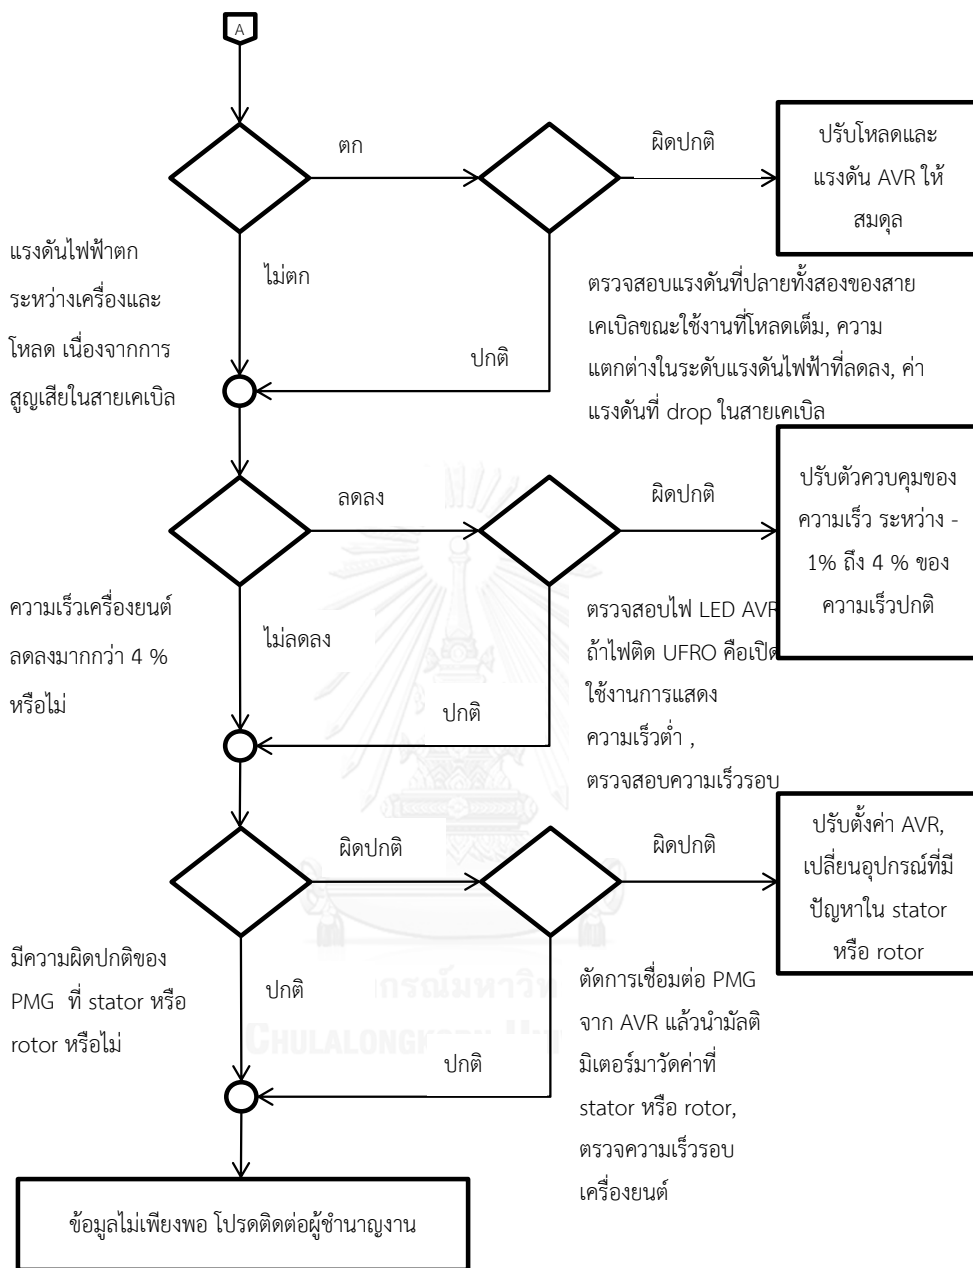 A
ตก
ผิดปกติ
ปรับโหลดและ
แรงดัน AVR ให้
สมดุล
แรงดันไฟฟ้าตก
ระหว่างเครื่องและ
โหลด เนื่องจากการ
สูญเสียในสายเคเบิล
ไม่ตก
ปกติ
ตรวจสอบแรงดันที่ปลายทั้งสองของสาย
เคเบิลขณะใช้งานที่โหลดเต็ม, ความ
แตกต่างในระดับแรงดันไฟฟ้าที่ลดลง, ค่า
แรงดันที่ drop ในสายเคเบิล
ลดลง
ผิดปกติ
ปรับตัวควบคุมของ
ความเร็ว ระหว่าง -
1% ถึง 4 % ของ
ความเร็วปกติ
ความเร็วเครื่องยนต์
ลดลงมากกว่า 4 %
หรือไม่
ไม่ลดลง
ปกติ
ตรวจสอบไฟ LED AVR
ถ้าไฟติด UFRO คือเปิด
ใช้งานการแสดง
ความเร็วต่ำ ,
ตรวจสอบความเร็วรอบ
ผิดปกติ
ผิดปกติ
ปรับตั้งค่า AVR,
เปลี่ยนอุปกรณ์ที่มี
ปัญหาใน stator
หรือ rotor
มีความผิดปกติของ
PMG ที่ stator หรือ
rotor หรือไม่
ปกติ
ปกติ
ตัดการเชื่อมต่อ PMG
จาก AVR แล้วนำมัลติ
มิเตอร์มาวัดค่าที่
stator หรือ rotor,
ตรวจความเร็วรอบ
เครื่องยนต์
กรณ์มหาวิท
CHULALONG
ข้อมูลไม่เพียงพอ โปรดติดต่อผู้ชำนาญงาน